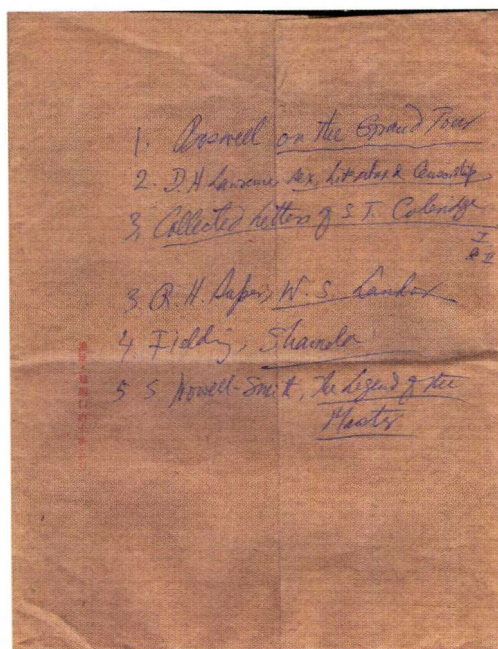 1. Boswell on the Grand Tour
2. D. H. Lawrence Sex, Literature & Censorship
3, Collected Letters of S. T. Coleridge
I
& II
3. R. H. Super, W. S. Landor
4. Fielding, Shamela
5 S Nowell-Smith, The Legend of the
Master